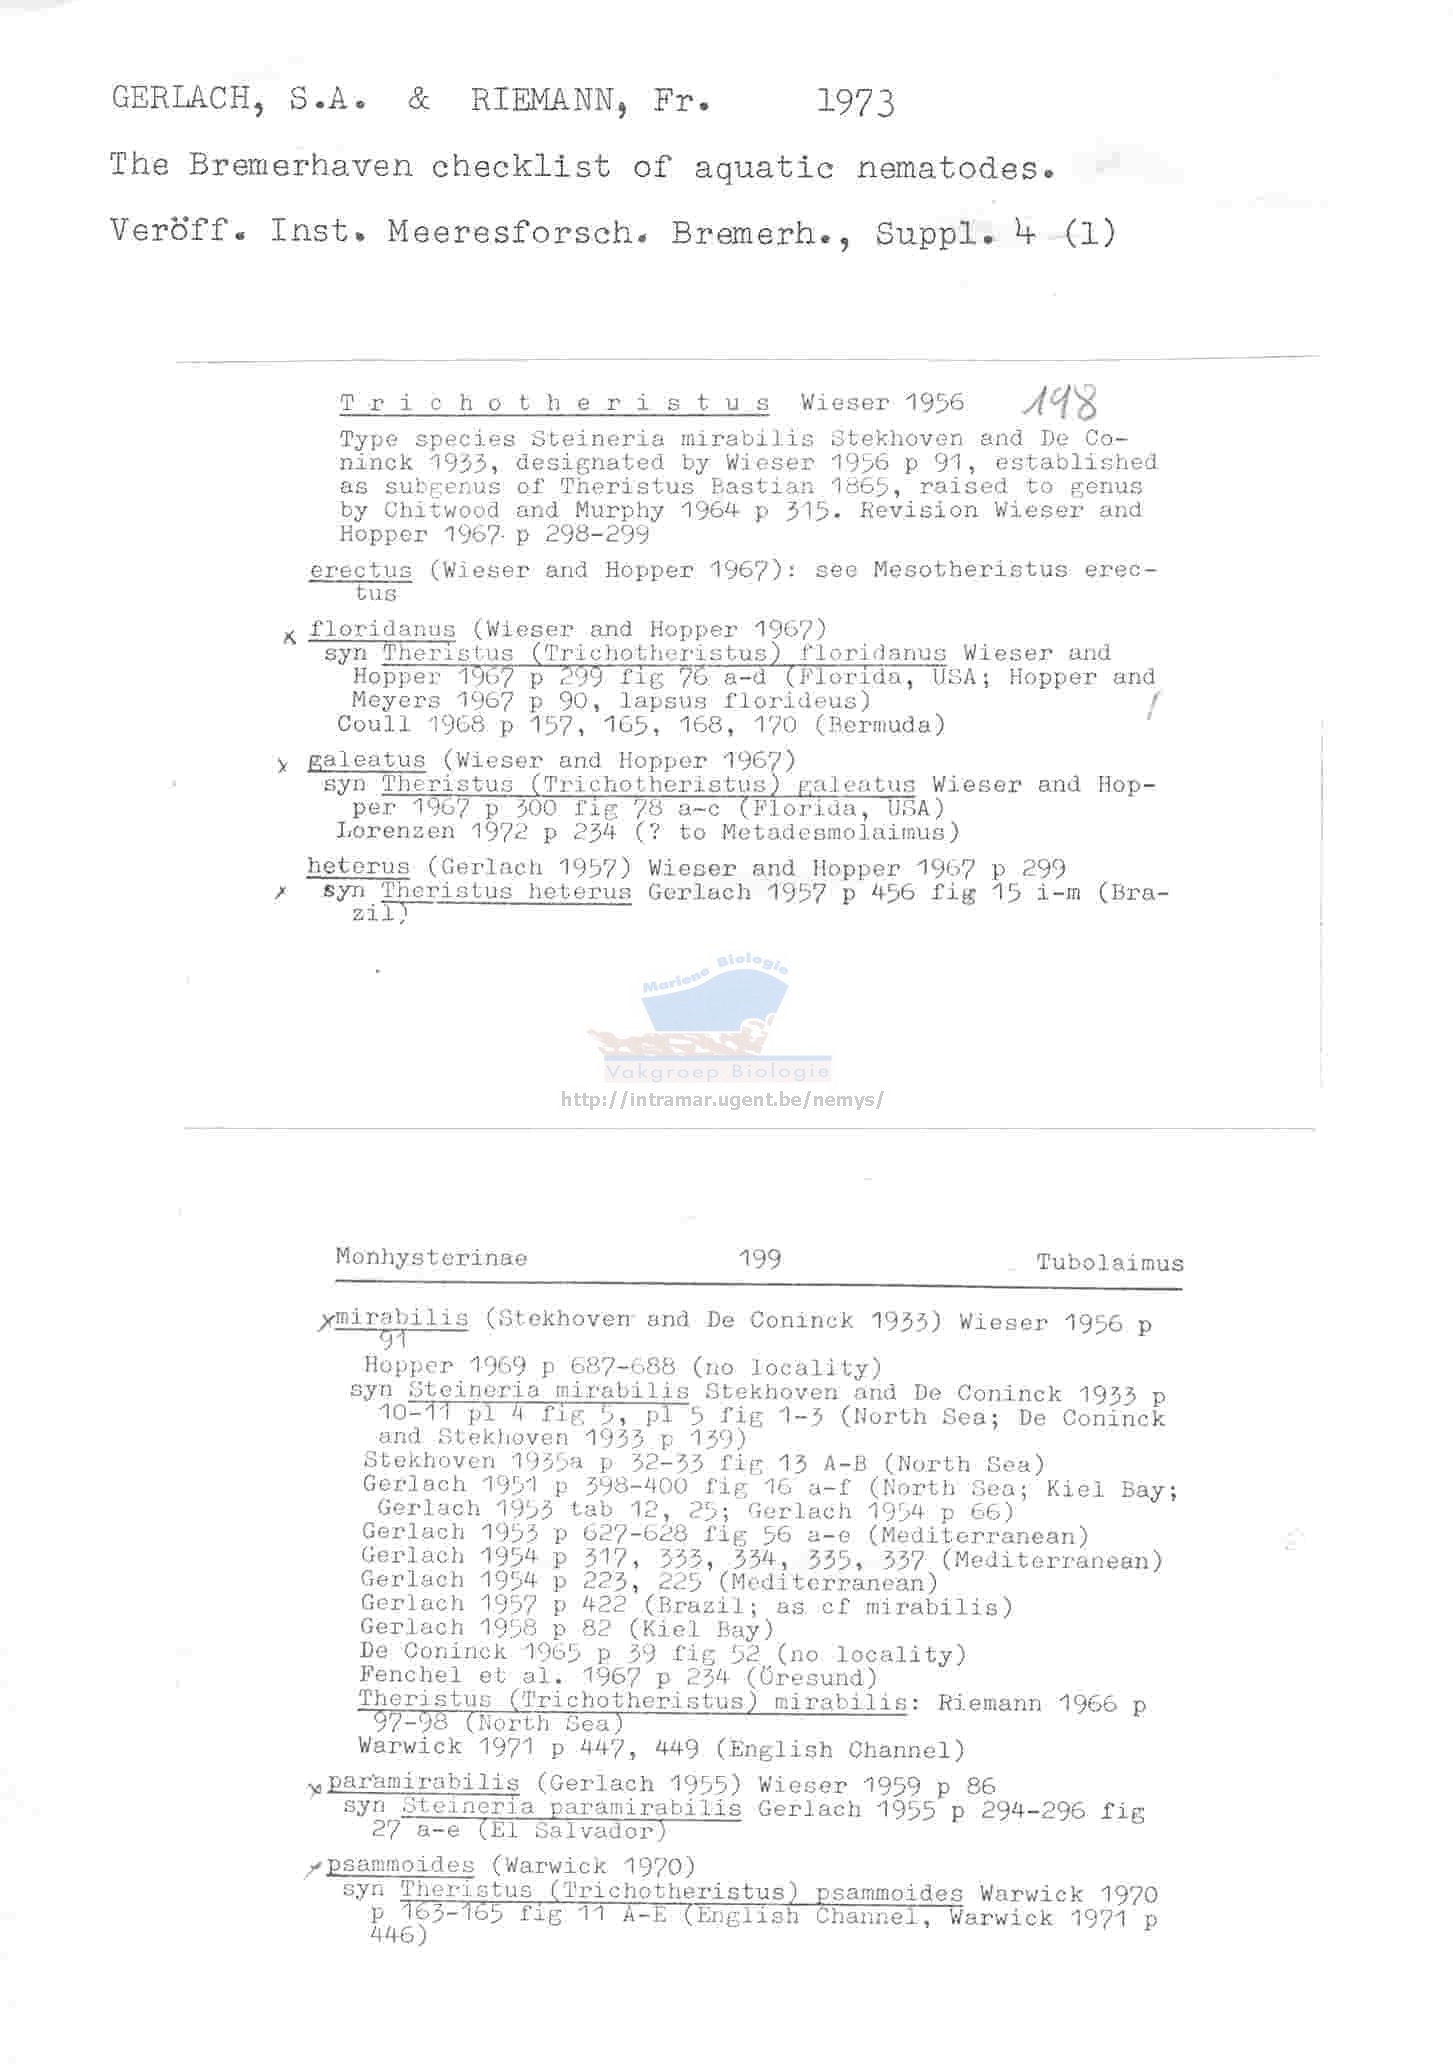 GERLACH, S.A. & RIEMANN, Fr. 1973
The Bremerhaven checklist of aquatic nematodes.
Veröff. Inst. Meeresforsch. Bremerh., Suppl. 4 (1)
Trichotheristus Wieser 1956 198
Type species Steineria mirabilis Stekhoven and De Co-
ninck 1933, designated by Wieser 1956 p 91, established
as subgenus of Theristus Bastian 1865, raised to genus
by Chitwood and Murphy 1964 p 315. Revision Wieser and
Hopper 1967 p 298-299
erectus (Wieser and Hopper 1967): see Mesotheristus erec-
tus
x floridanus (Wieser and Hopper 1967)
syn Theristus (Trichotheristus) floridanus Wieser and
Hopper 1967 p 299 fig 76 a-d (Florida, USA; Hopper and
Meyers 1967 p 90, lapsus florideus) !
Coull 1968 p 157, 165, 168, 170 (Bermuda)
x galeatus (Wieser and Hopper 1967)
syn Theristus (Trichotheristus) galeatus Wieser and Hop-
per 1967 p 300 fig 78 a-c (Florida, USA)
Lorenzen 1972 p 234 (? to Metadesmolaimus)
heterus (Gerlach 1957) Wieser and Hopper 1967 p 299
x syn Theristus heterus Gerlach 1957 p 456 fig 15 i-m (Bra-
zil)
Mariene Biologie
Vakgroep Biologie
http://intramar.ugent.be/nemys/
Monhysterinae 199 Tubolaimus
x mirabilis (Stekhoven and De Coninck 1933) Wieser 1956 p
91
Hopper 1969 p 687-688 (no locality)
syn Steineria mirabilis Stekhoven and De Coninck 1933 p
10-11 pl 4 fig 5, pl 5 fig 1-3 (North Sea; De Coninck
and Stekhoven 1933 p 139)
Stekhoven 1935a p 32-33 fig 13 A-B (North Sea)
Gerlach 1951 p 398-400 fig 16 a-f (North Sea; Kiel Bay;
Gerlach 1953 tab 12, 25; Gerlach 1954 p 66)
Gerlach 1953 p 627-628 fig 56 a-e (Mediterranean)
Gerlach 1954 p 317, 333, 334, 335, 337 (Mediterranean)
Gerlach 1954 p 223, 225 (Mediterranean)
Gerlach 1957 p 422 (Brazil; as cf mirabilis)
Gerlach 1958 p 82 (Kiel Bay)
De Coninck 1965 p 39 fig 52 (no locality)
Fenchel et al. 1967 p 234 (Öresund)
Theristus (Trichotheristus) mirabilis: Riemann 1966 p
97-98 (North Sea)
Warwick 1971 p 447, 449 (English Channel)
x paramirabilis (Gerlach 1955) Wieser 1959 p 86
syn Steineria paramirabilis Gerlach 1955 p 294-296 fig
27 a-e (El Salvador)
x psammoides (Warwick 1970)
syn Theristus (Trichotheristus) psammoides Warwick 1970
p 163-165 fig 11 A-E (English Channel, Warwick 1971 p
446)